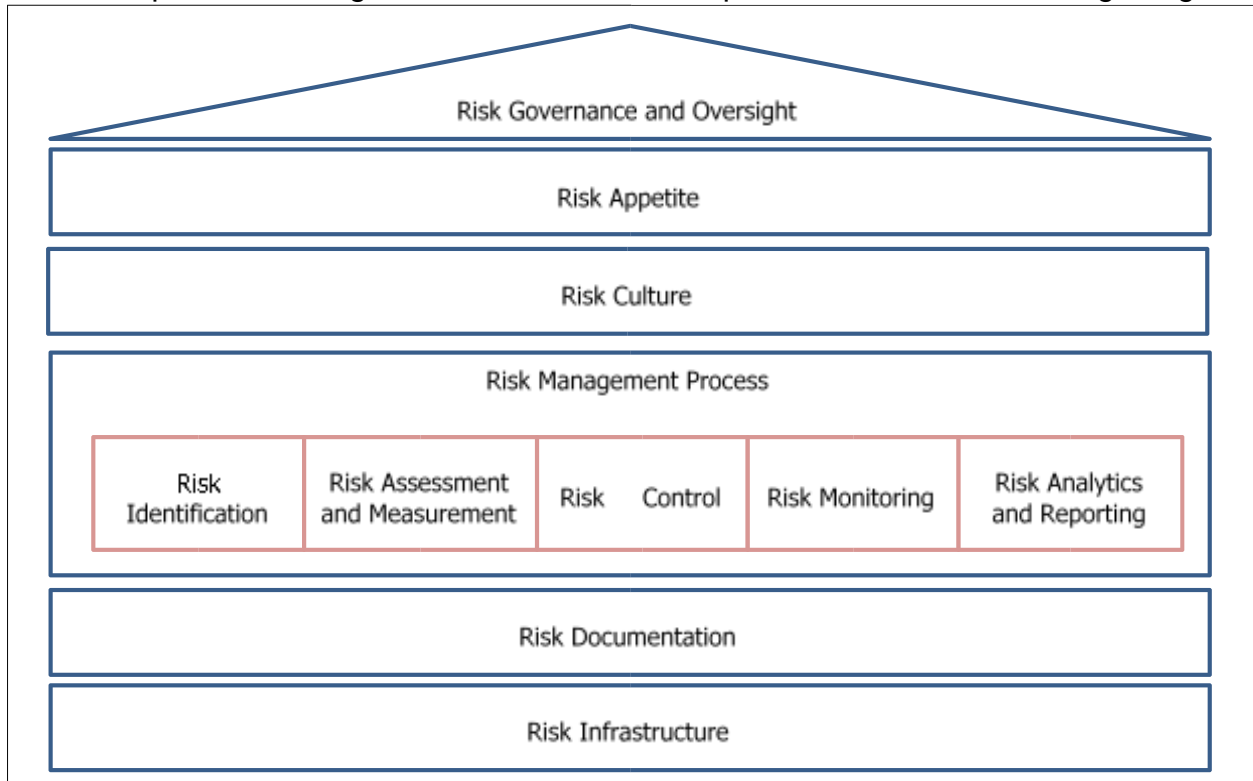 Risk Governance and Oversight
Risk Appetite
Risk Culture
Risk Management Process
Risk
Identification
Risk Assessment
and Measurement
Risk Control
Risk Monitoring
Risk Analytics
and Reporting
Risk Documentation
Risk Infrastructure